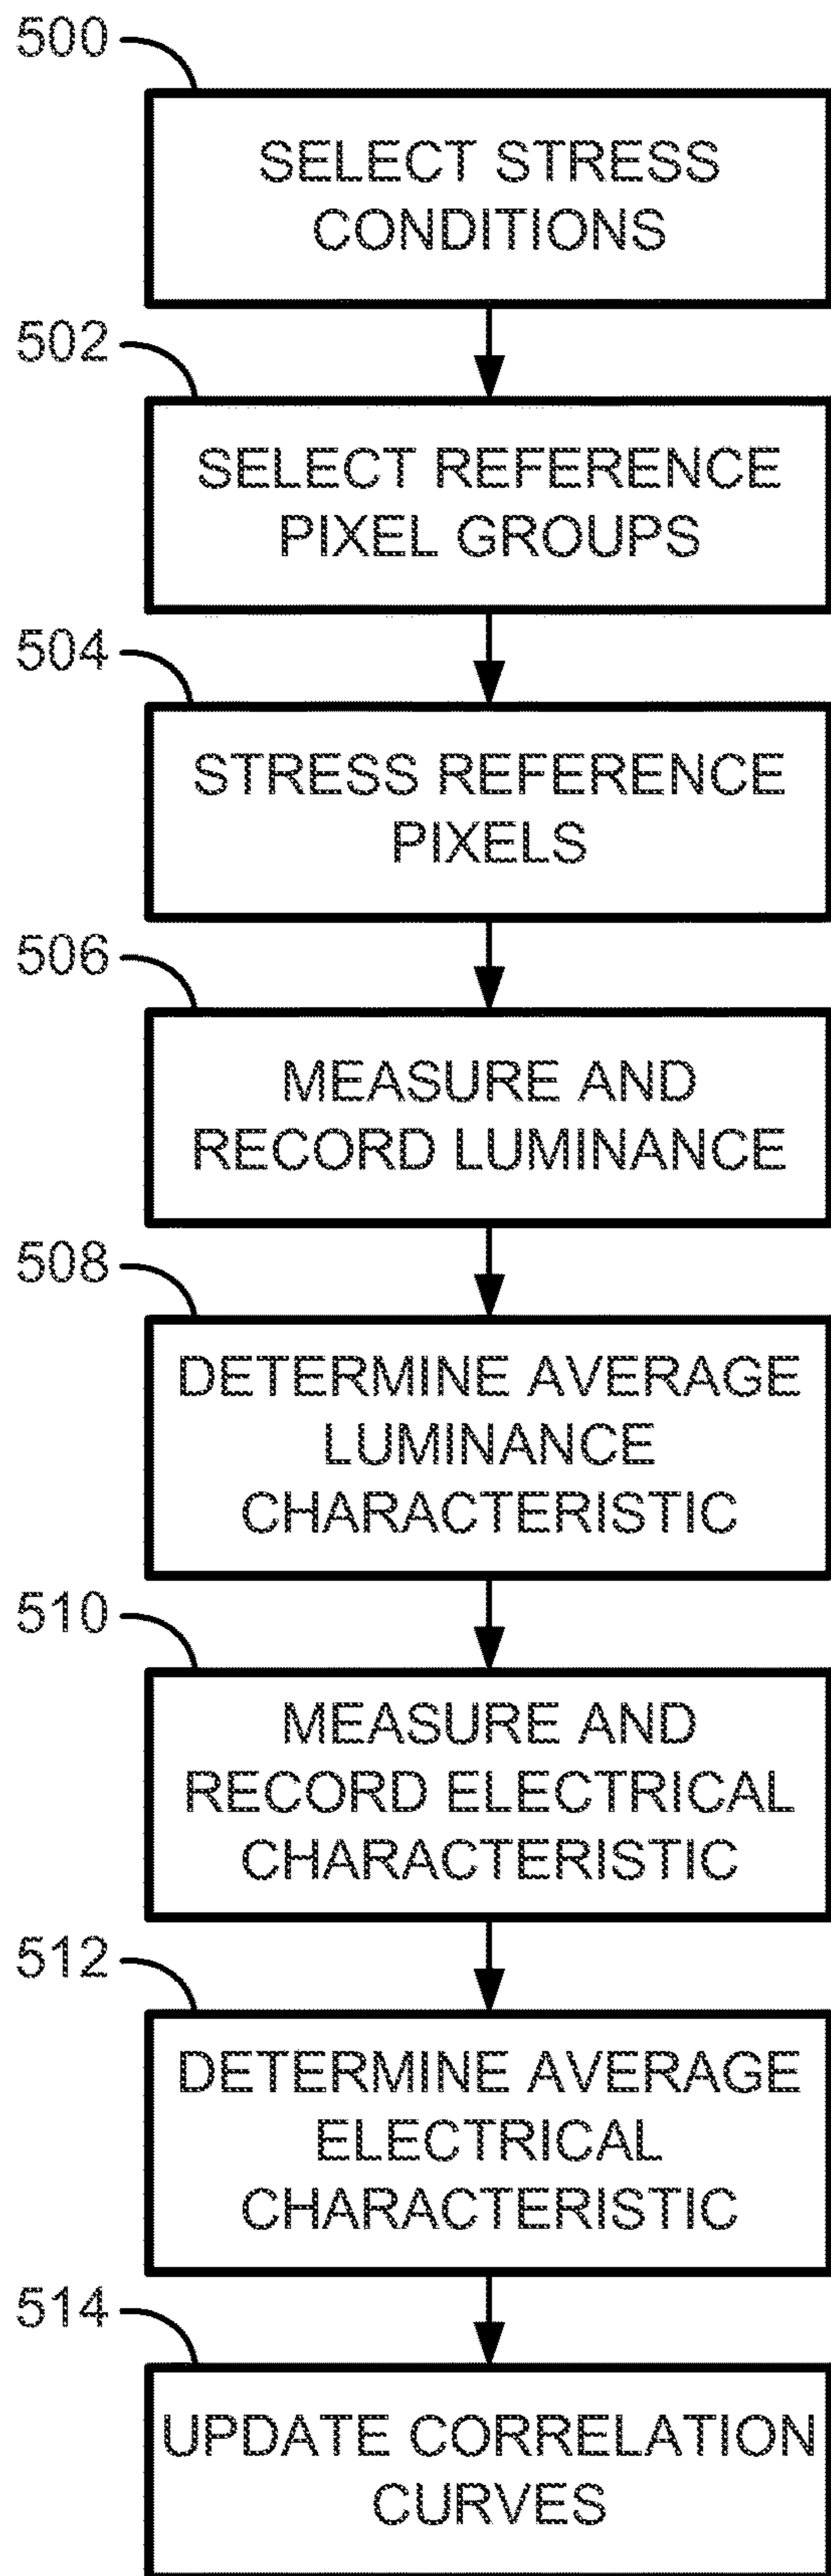 500
SELECT STRESS
CONDITIONS
502
SELECT REFERENCE
PIXEL GROUPS
504
STRESS REFERENCE
PIXELS
506
MEASURE AND
RECORD LUMINANCE
508
DETERMINE AVERAGE
LUMINANCE
CHARACTERISTIC
510
MEASURE AND
RECORD ELECTRICAL
CHARACTERISTIC
512
DETERMINE AVERAGE
ELECTRICAL
CHARACTERISTIC
514
UPDATE CORRELATION
CURVES